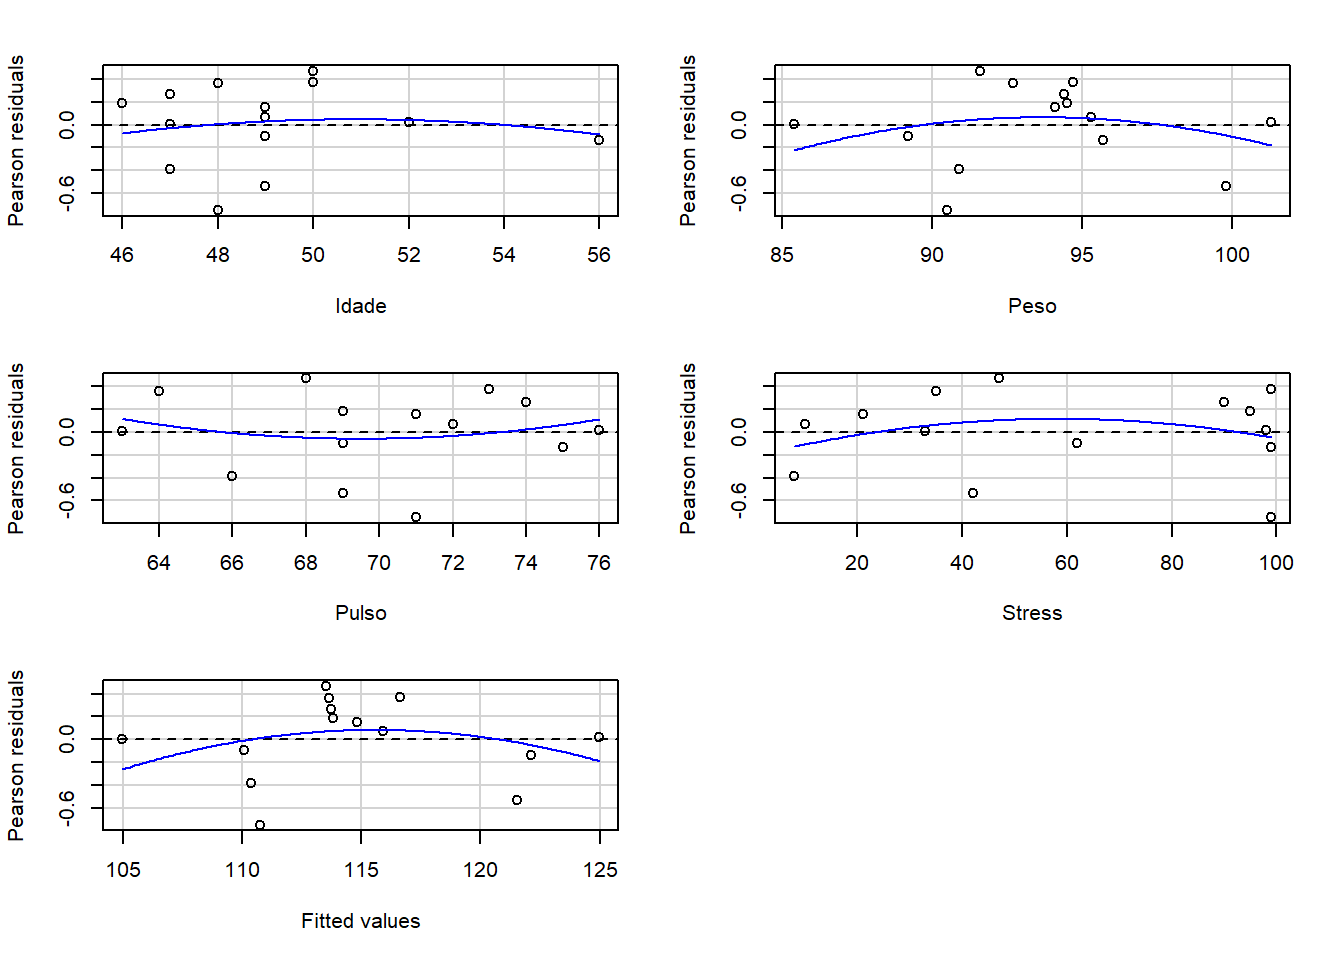 Pearson residuals
0.0
-0.6
46 48 50 52 54 56
Idade
Pearson residuals
0.0
-0.6
85 90 95 100
Peso
Pearson residuals
0.0
-0.6
64 66 68 70 72 74 76
Pulso
Pearson residuals
0.0
-0.6
20 40 60 80 100
Stress
Pearson residuals
0.0
-0.6
105 110 115 120 125
Fitted values